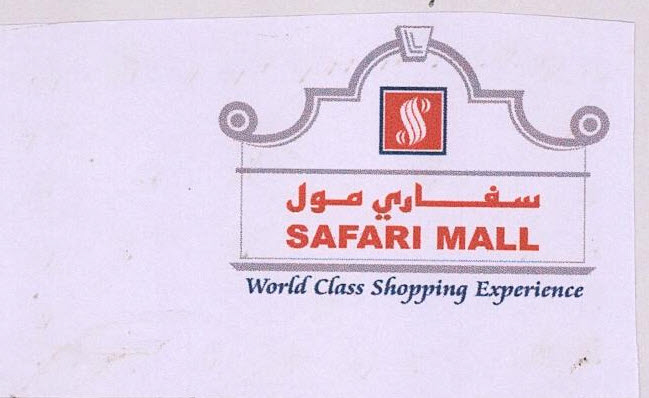 سفاري مول
SAFARI MALL
World Class Shopping Experience